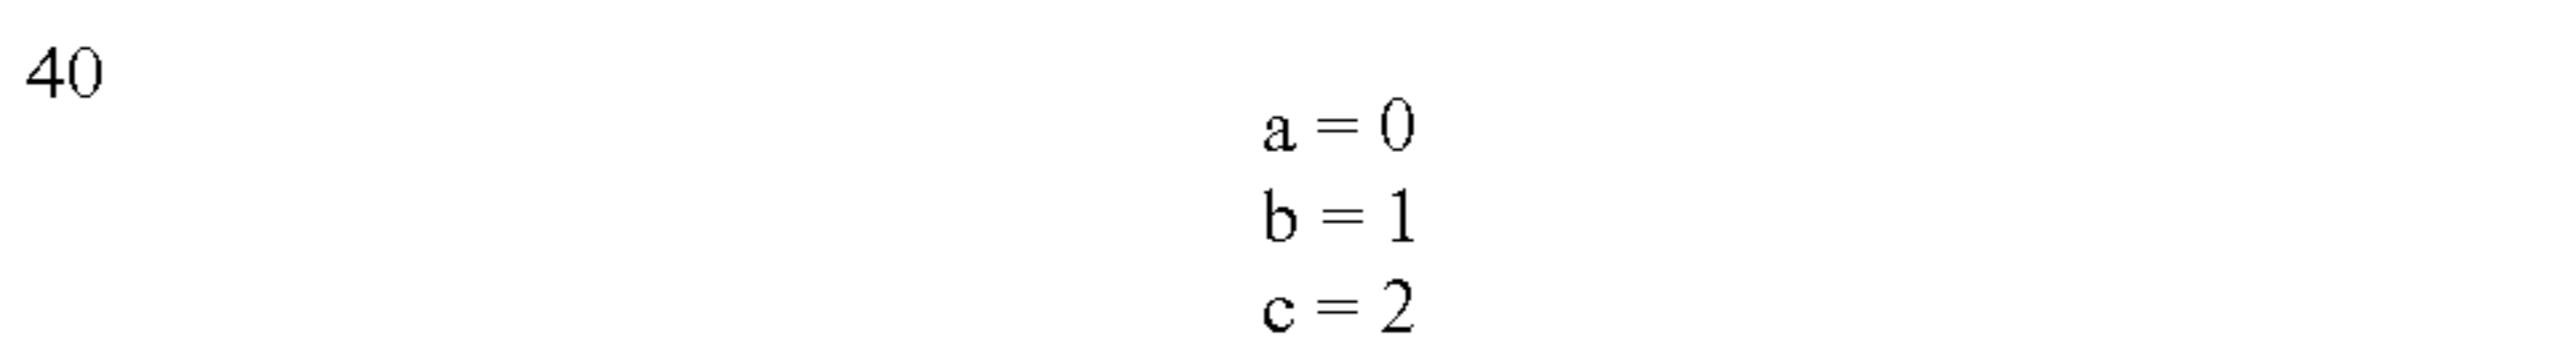 40
a = 0
b = 1
c = 2